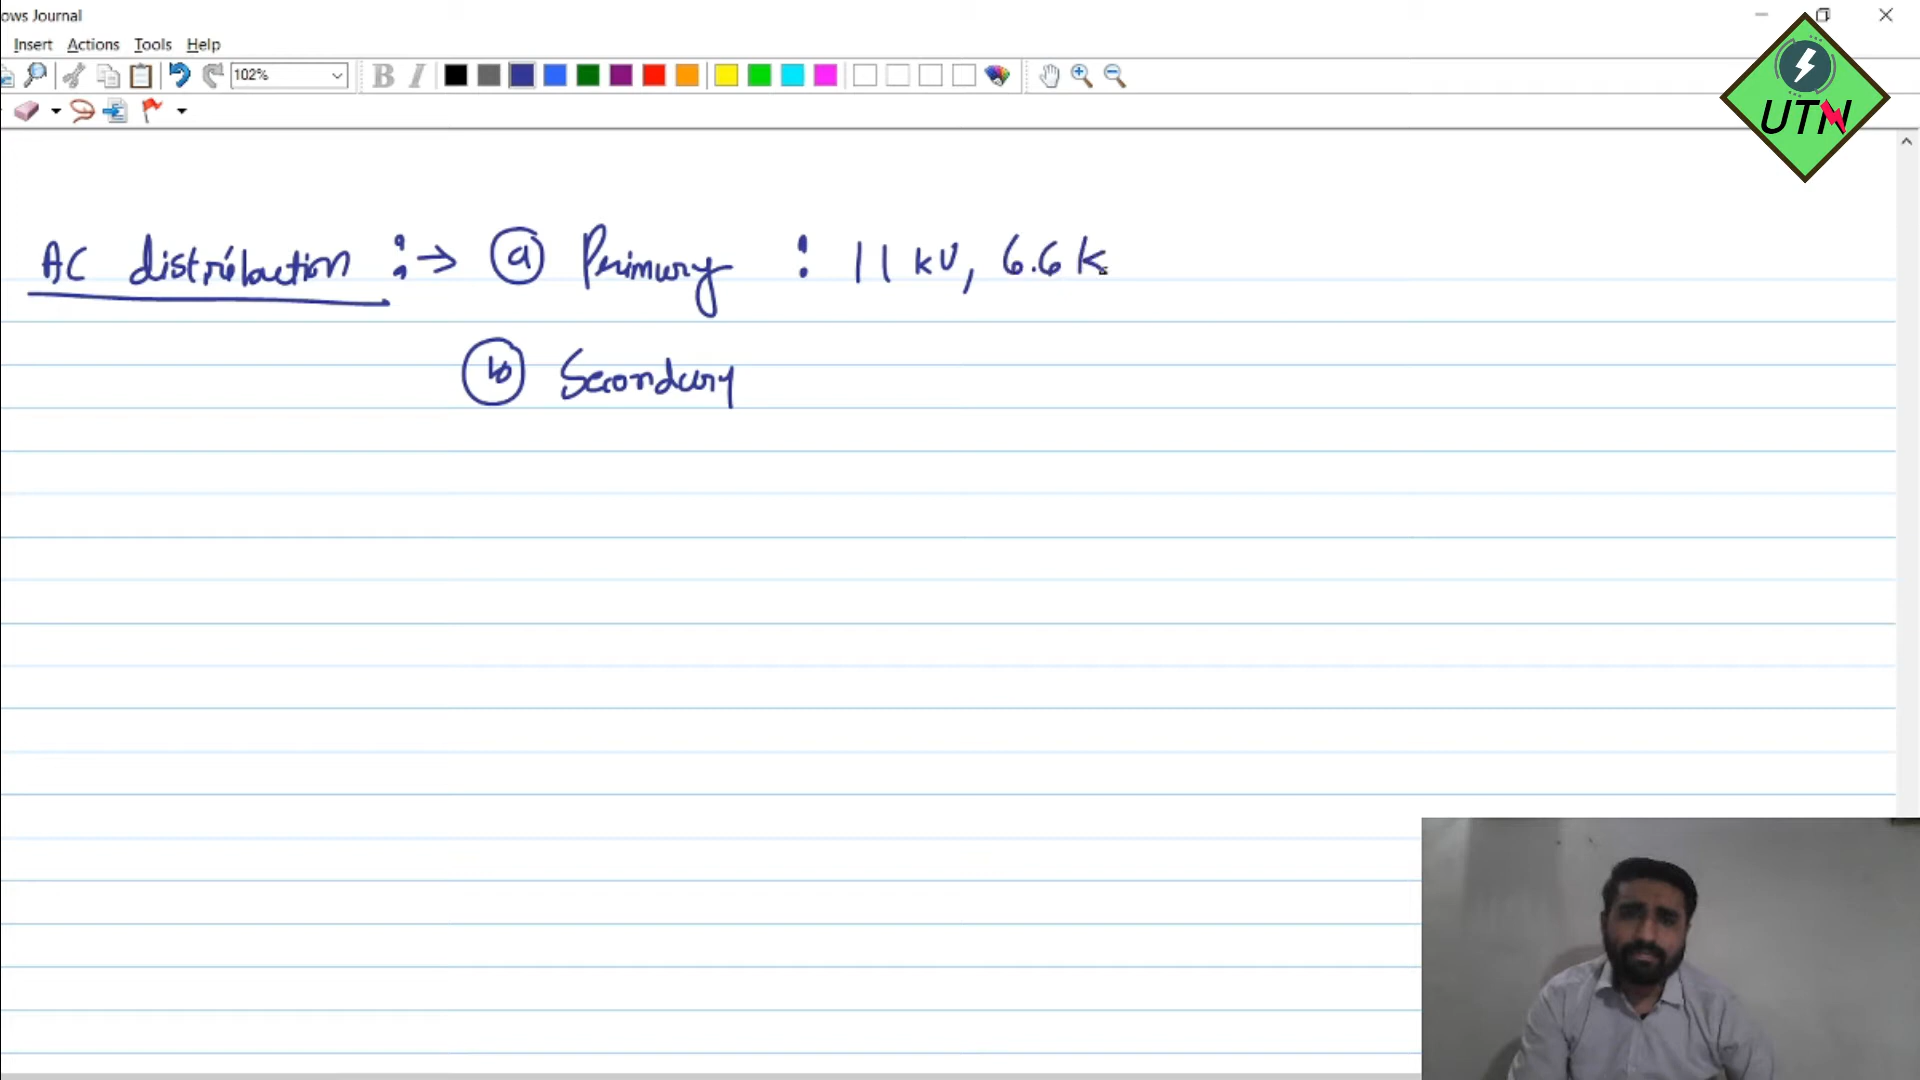 ows Journal
Insert Actions Tools Help
102% B I
UTN
AC distribution :→ (a) Primary : 11 kV, 6.6 k
(b) Secondary